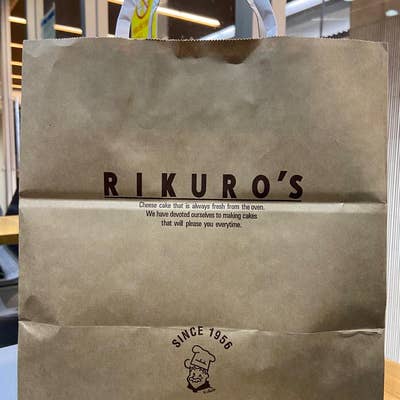 RIKURO'S
Cheese cake that is always fresh from the oven.
We have devoted ourselves to making cakes
that will please you everytime.
SINCE 1956